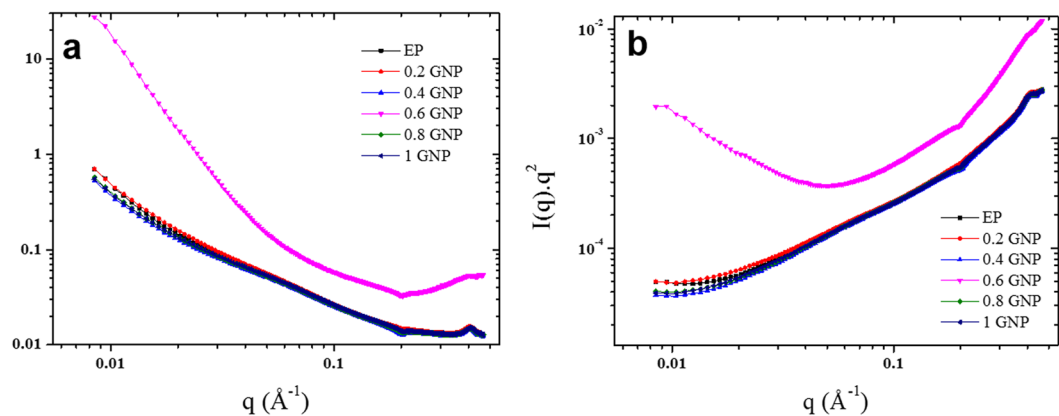 a
EP
0.2 GNP
0.4 GNP
0.6 GNP
0.8 GNP
1 GNP
10
1
0.1
0.01
0.01
0.1
q (Å⁻¹)
b
I(q).q²
10⁻²
10⁻³
10⁻⁴
EP
0.2 GNP
0.4 GNP
0.6 GNP
0.8 GNP
1 GNP
0.01
0.1
q (Å⁻¹)